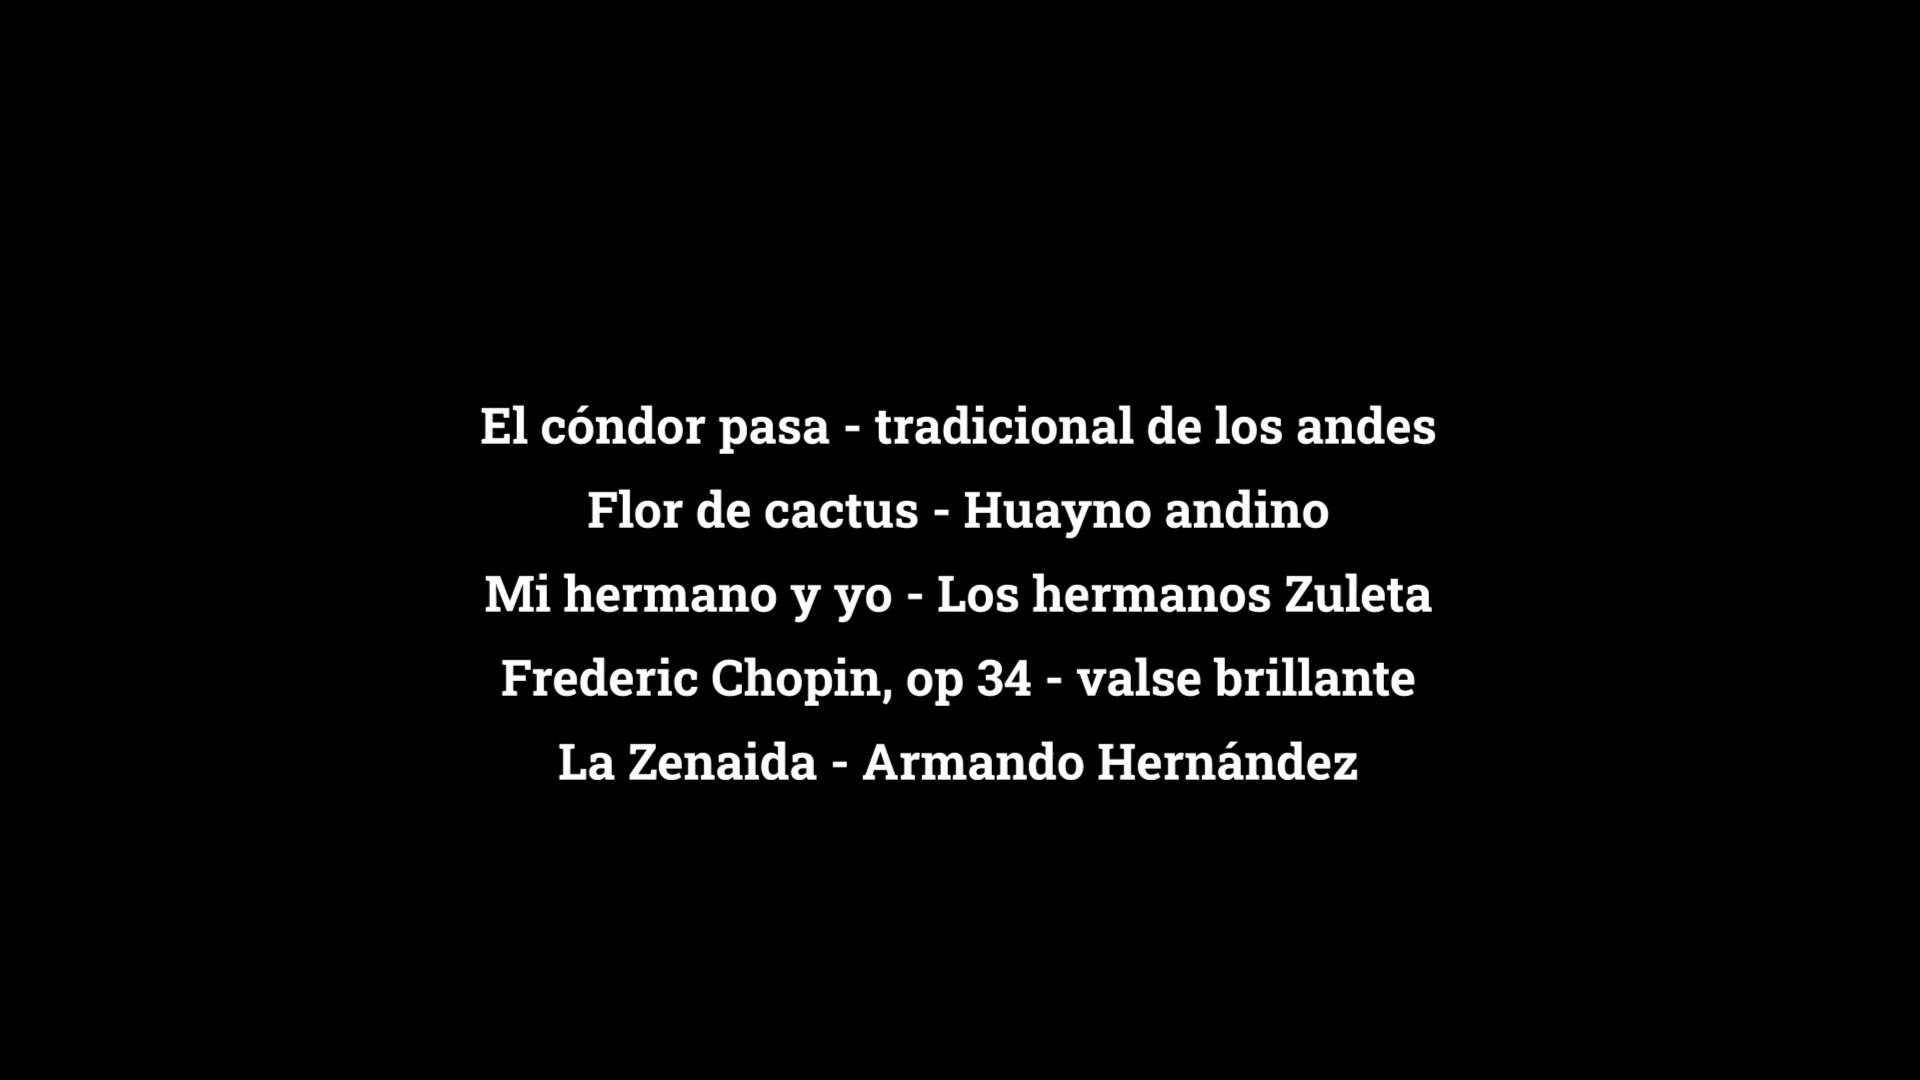 El cóndor pasa - tradicional de los andes
Flor de cactus - Huayno andino
Mi hermano y yo - Los hermanos Zuleta
Frederic Chopin, op 34 - valse brillante
La Zenaida - Armando Hernández